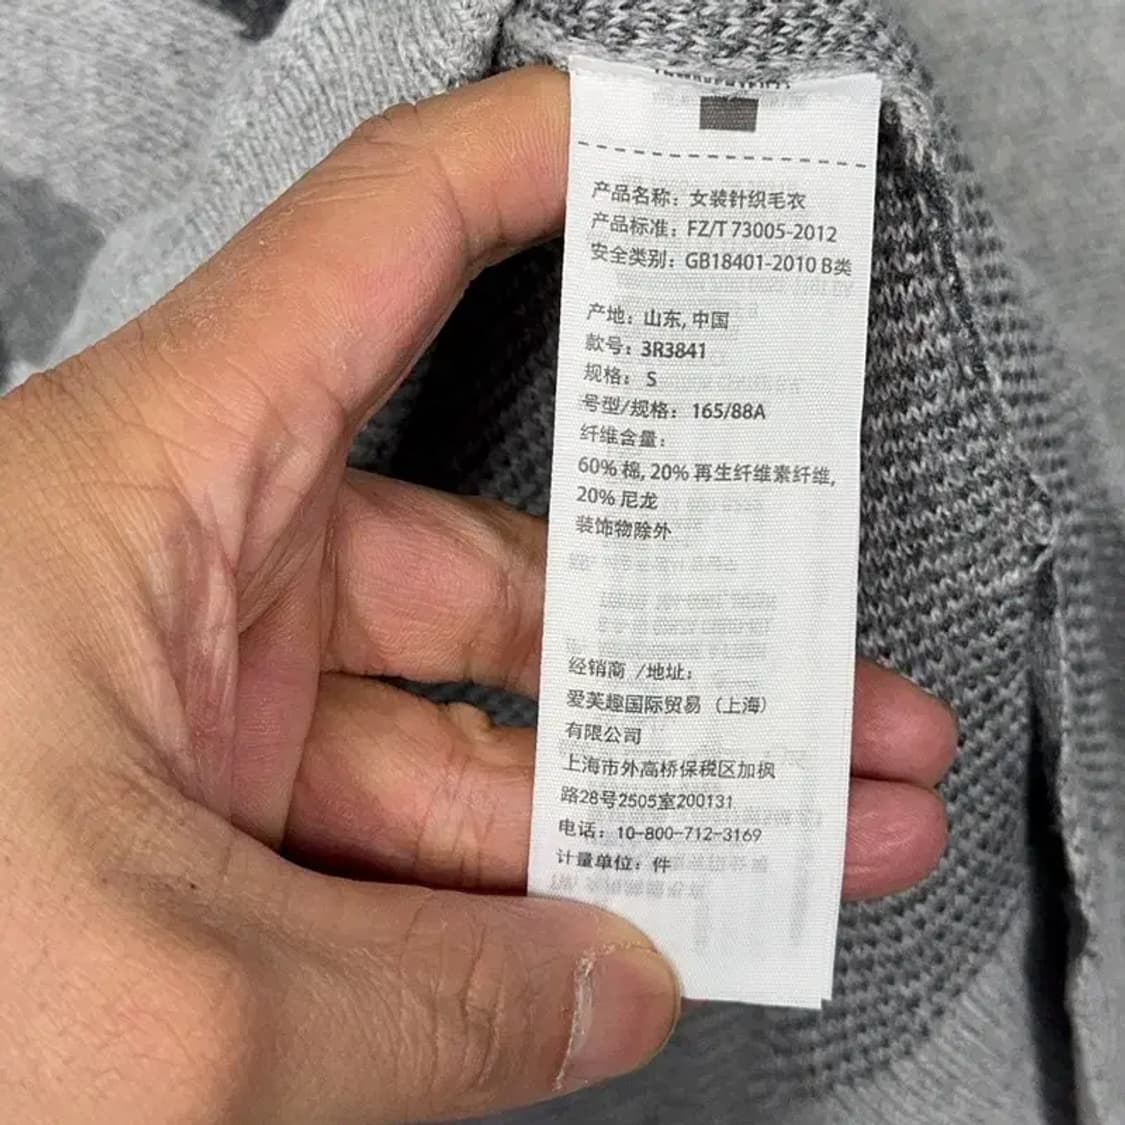 产品名称：女装针织毛衣
产品标准：FZ/T 73005-2012
安全类别：GB18401-2010 B类
产地：山东, 中国
款号：3R3841
规格：S
号型/规格：165/88A
纤维含量：
60% 棉, 20% 再生纤维素纤维,
20% 尼龙
装饰物除外
经销商 /地址：
爱芙趣国际贸易（上海）
有限公司
上海市外高桥保税区加枫
路28号2505室200131
电话：10-800-712-3169
计量单位：件